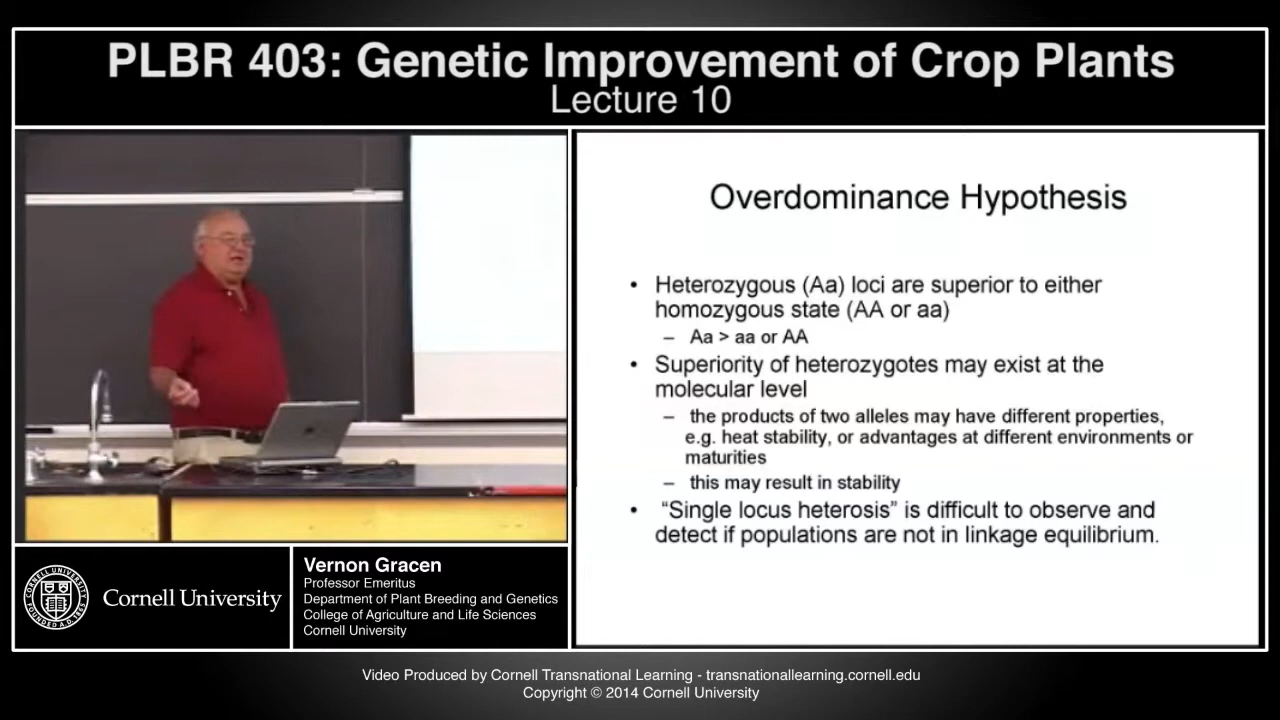 PLBR 403: Genetic Improvement of Crop Plants
Lecture 10
Overdominance Hypothesis
• Heterozygous (Aa) loci are superior to either
homozygous state (AA or aa)
– Aa > aa or AA
• Superiority of heterozygotes may exist at the
molecular level
– the products of two alleles may have different properties,
e.g. heat stability, or advantages at different environments or
maturities
– this may result in stability
• “Single locus heterosis” is difficult to observe and
detect if populations are not in linkage equilibrium.
Cornell University
Vernon Gracen
Professor Emeritus
Department of Plant Breeding and Genetics
College of Agriculture and Life Sciences
Cornell University
Video Produced by Cornell Transnational Learning - transnationallearning.cornell.edu
Copyright © 2014 Cornell University